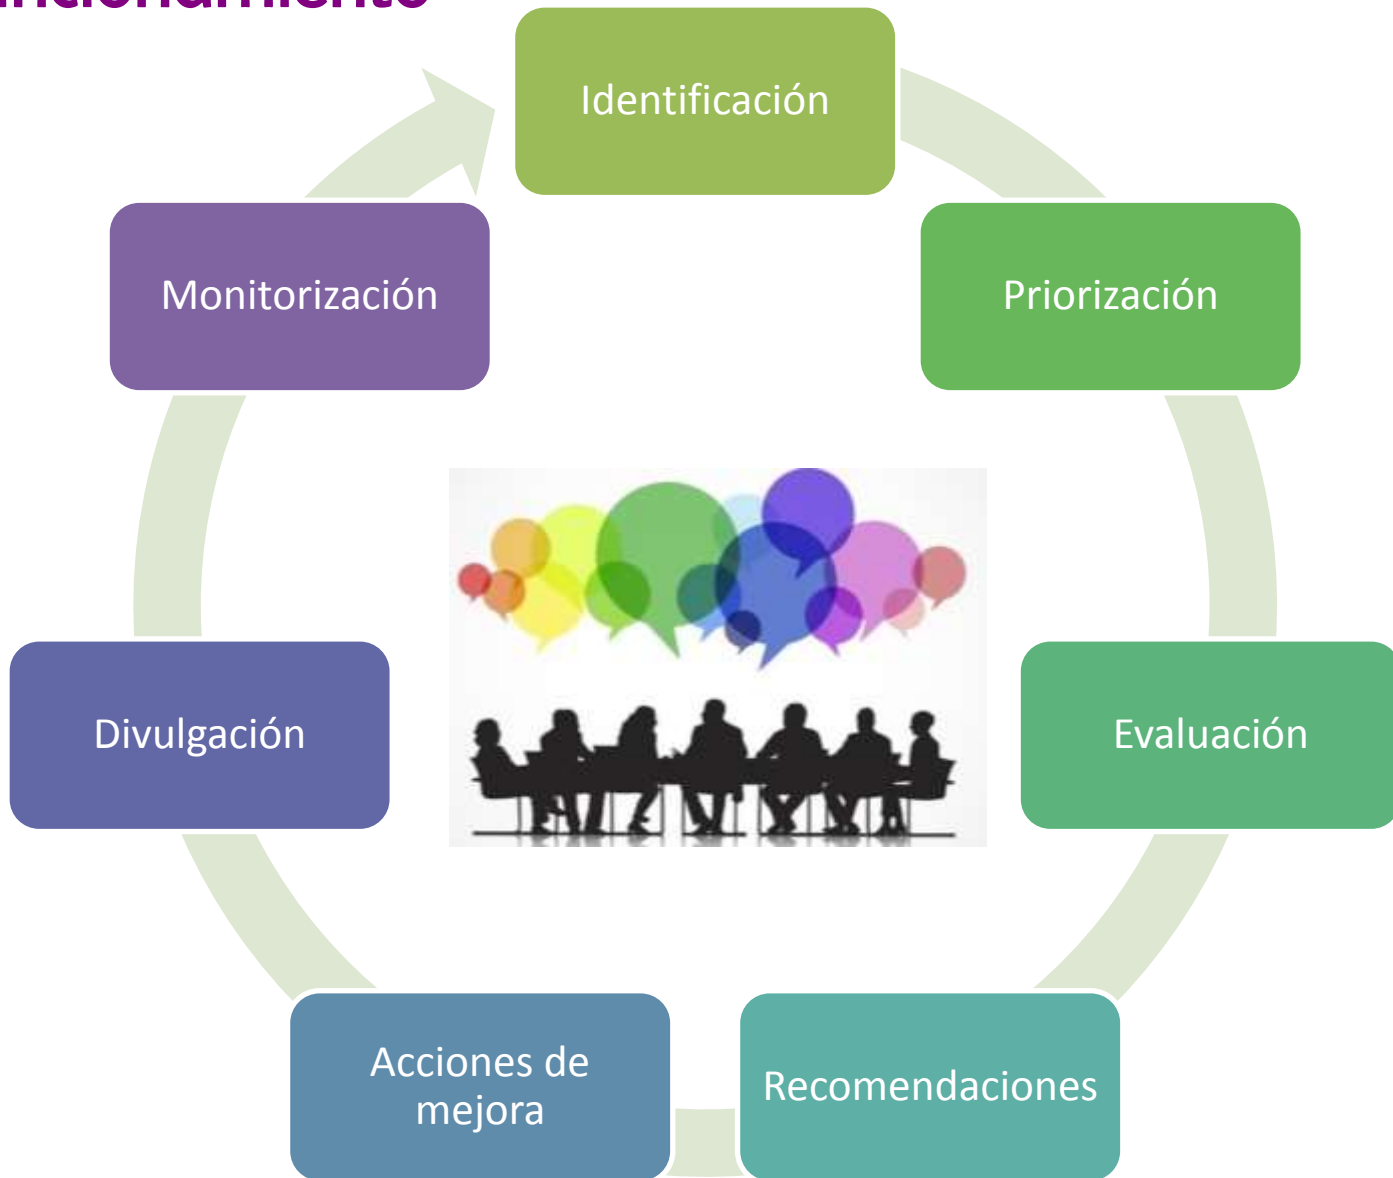 Identificación
Priorización
Evaluación
Recomendaciones
Acciones de
mejora
Divulgación
Monitorización